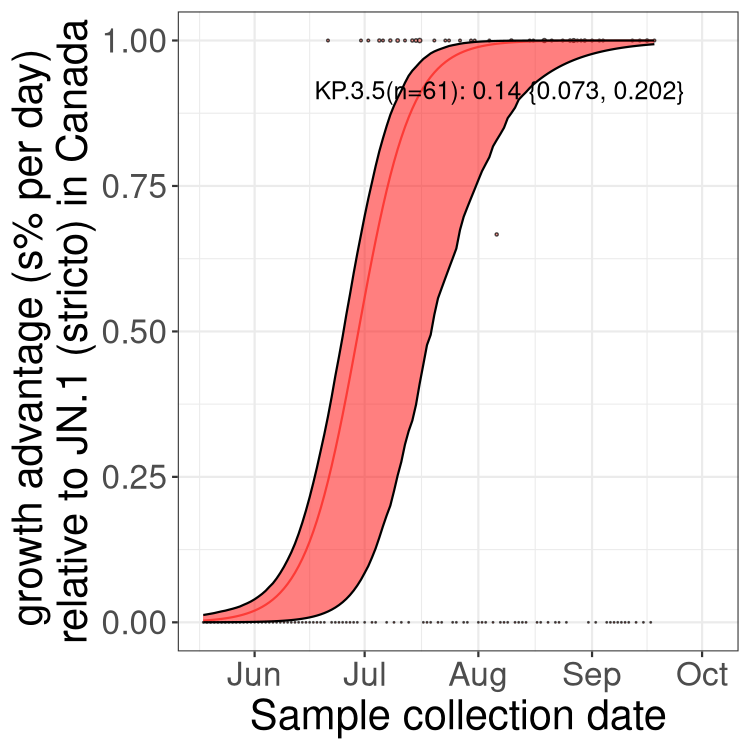 growth advantage (s% per day)
relative to JN.1 (stricto) in Canada
1.00
0.75
0.50
0.25
0.00
KP.3.5(n=61): 0.14 {0.073, 0.202}
Jun Jul Aug Sep Oct
Sample collection date